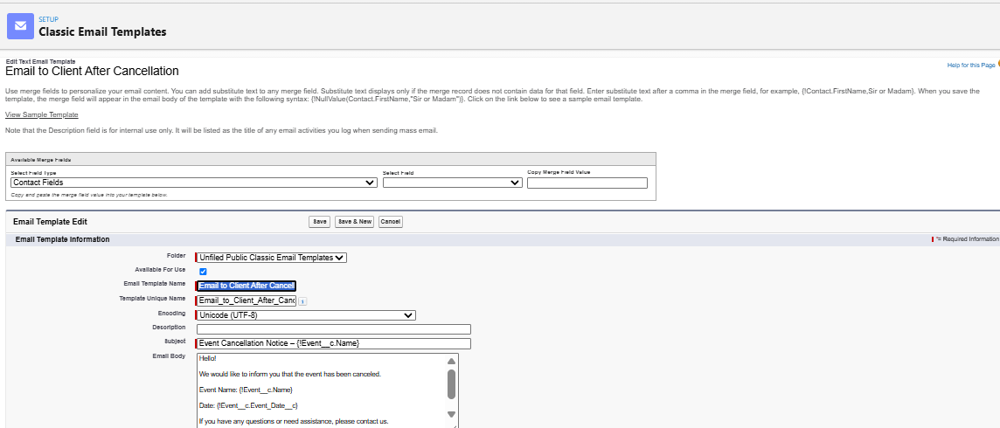 SETUP
Classic Email Templates
Edit Text Email Template
Email to Client After Cancellation
Help for this Page
Use merge fields to personalize your email content. You can add substitute text to any merge field. Substitute text displays only if the merge record does not contain data for that field. Enter substitute text after a comma in the merge field, for example, {!Contact.FirstName,Sir or Madam}. When you save the
template, the merge field will appear in the email body of the template with the following syntax: {!NullValue(Contact.FirstName,"Sir or Madam")}. Click on the link below to see a sample email template.
View Sample Template
Note that the Description field is for internal use only. It will be listed as the title of any email activities you log when sending mass email.
Available Merge Fields
Select Field Type Select Field Copy Merge Field Value
Contact Fields
Copy and paste the merge field value into your template below.
Email Template Edit Save Save & New Cancel
Email Template Information != Required Information
Folder Unfiled Public Classic Email Templates
Available For Use
Email Template Name Email to Client After Cancell
Template Unique Name Email_to_Client_After_Canc i
Encoding Unicode (UTF-8)
Description
Subject Event Cancellation Notice – {!Event__c.Name}
Email Body Hello!
We would like to inform you that the event has been canceled.
Event Name: {!Event__c.Name}
Date: {!Event__c.Event_Date__c}
If you have any questions or need assistance, please contact us.